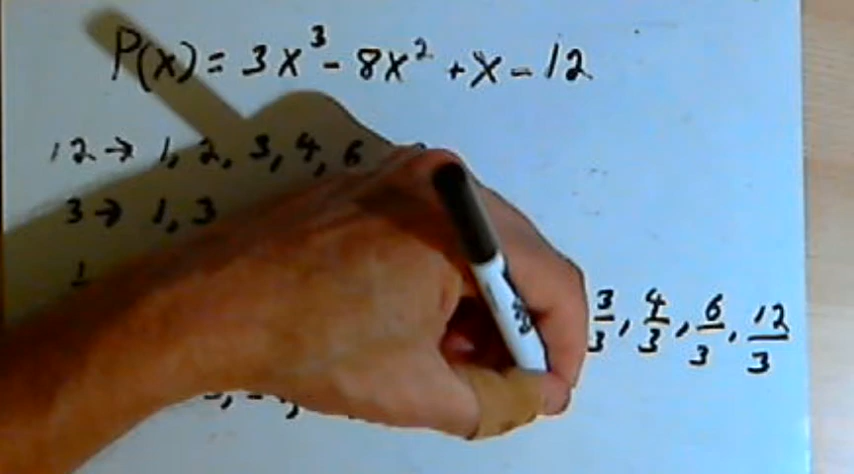 P(x) = 3x³ - 8x² + x - 12
12 → 1, 2, 3, 4, 6
3 → 1, 3
3/3, 4/3, 6/3, 12/3